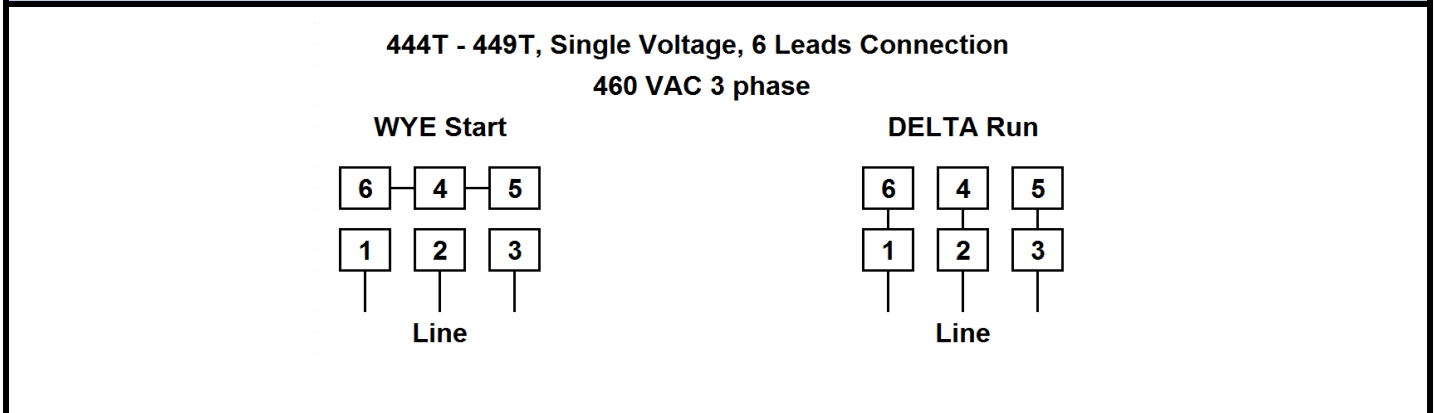 444T - 449T, Single Voltage, 6 Leads Connection
460 VAC 3 phase
WYE Start
6 4 5
1 2 3
Line
DELTA Run
6 4 5
1 2 3
Line